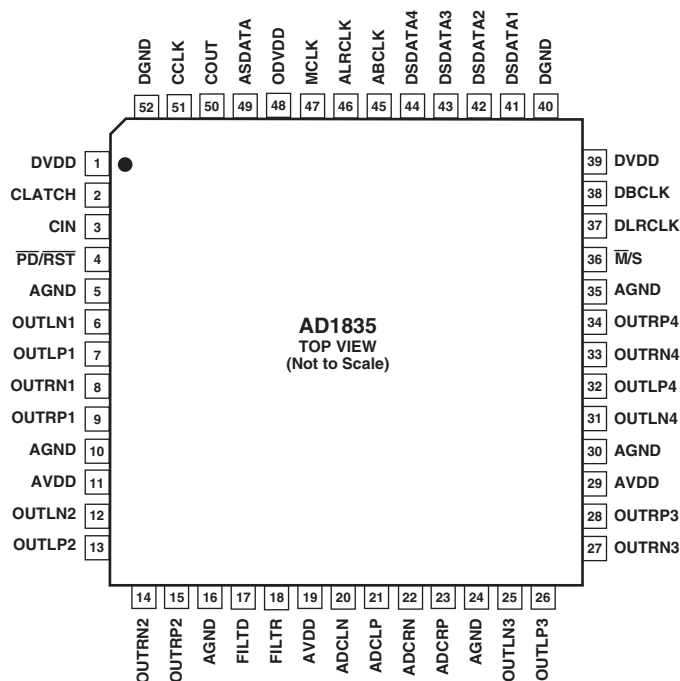 DGND
CCLK
COUT
ASDATA
ODVDD
MCLK
ALRCLK
ABCLK
DSDATA4
DSDATA3
DSDATA2
DSDATA1
DGND
52 51 50 49 48 47 46 45 44 43 42 41 40
DVDD 1
CLATCH 2
CIN 3
PD/RST 4
AGND 5
OUTLN1 6
OUTLP1 7
OUTRN1 8
OUTRP1 9
AGND 10
AVDD 11
OUTLN2 12
OUTLP2 13
AD1835
TOP VIEW
(Not to Scale)
39 DVDD
38 DBCLK
37 DLRCLK
36 M/S
35 AGND
34 OUTRP4
33 OUTRN4
32 OUTLP4
31 OUTLN4
30 AGND
29 AVDD
28 OUTRP3
27 OUTRN3
14 15 16 17 18 19 20 21 22 23 24 25 26
OUTRN2
OUTRP2
AGND
FILTD
FILTR
AVDD
ADCLN
ADCLP
ADCRN
ADCRP
AGND
OUTLN3
OUTLP3